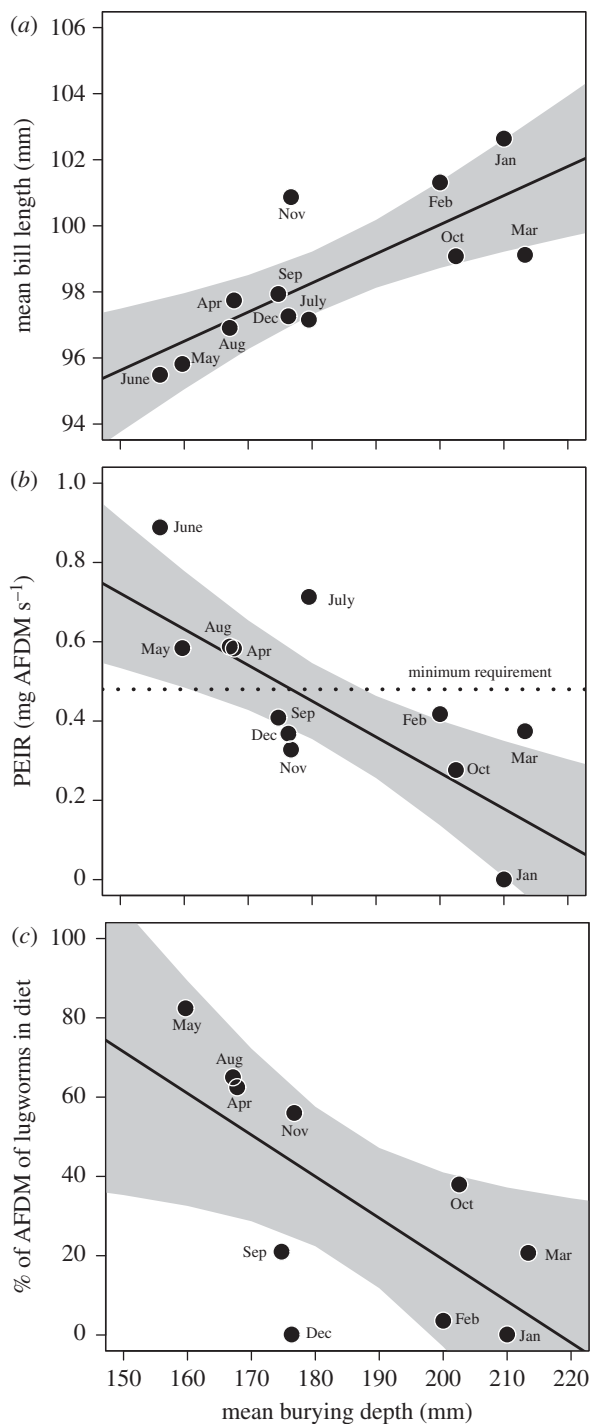 (a)
106
104
102
100
98
96
94
mean bill length (mm)
Jan
Feb
Nov
Oct
Mar
Sep
Apr
July
Dec
Aug
May
June
(b)
1.0
0.8
0.6
0.4
0.2
0
PEIR (mg AFDM s⁻¹)
June
July
Aug
May
Apr
minimum requirement
Sep
Feb
Dec
Mar
Nov
Oct
Jan
(c)
100
80
60
40
20
0
% of AFDM of lugworms in diet
May
Aug
Apr
Nov
Oct
Sep
Mar
Feb
Dec
Jan
150 160 170 180 190 200 210 220
mean burying depth (mm)